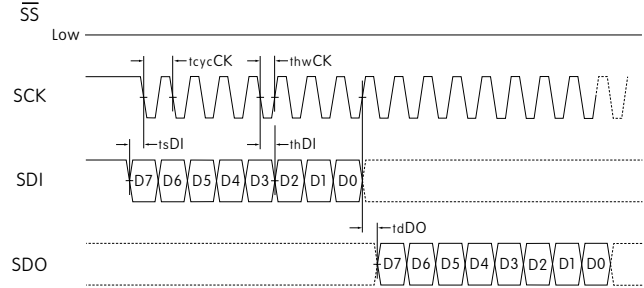 SS
Low
tcycCK
thwCK
SCK
tsDI
thDI
SDI
D7 D6 D5 D4 D3 D2 D1 D0
tdDO
SDO
D7 D6 D5 D4 D3 D2 D1 D0